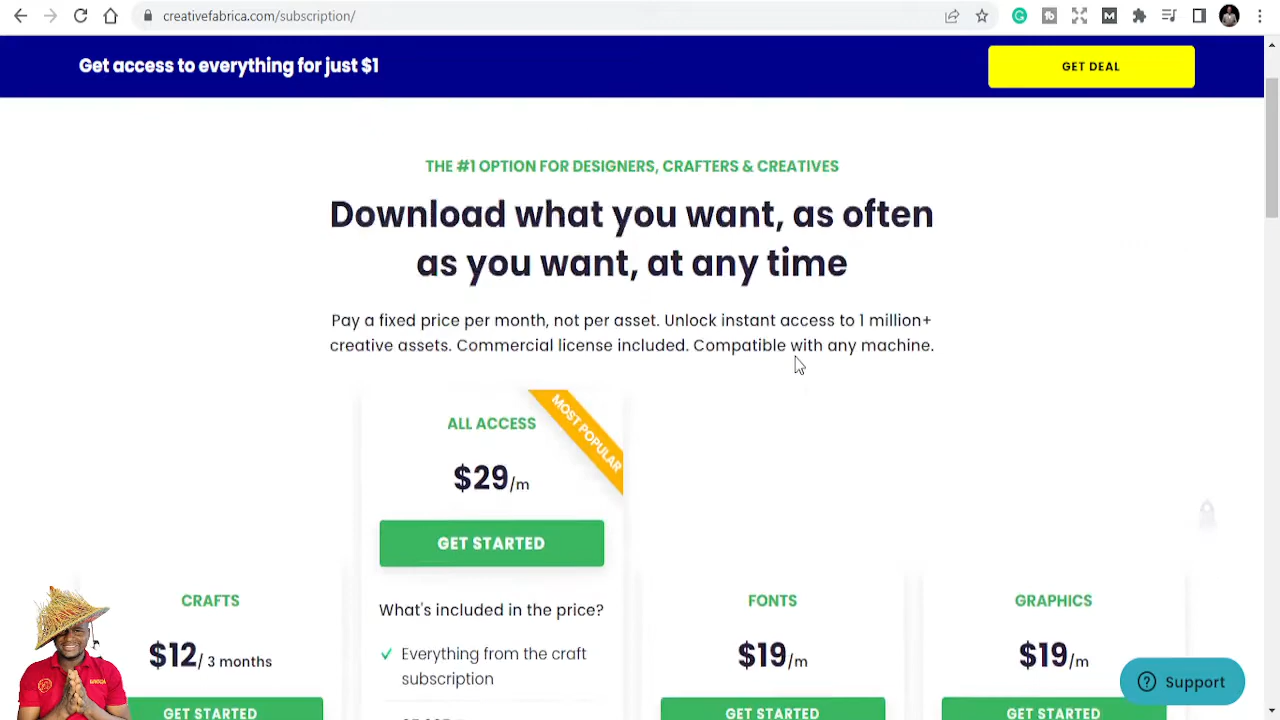 creativefabrica.com/subscription/
Get access to everything for just $1
GET DEAL
THE #1 OPTION FOR DESIGNERS, CRAFTERS & CREATIVES
Download what you want, as often
as you want, at any time
Pay a fixed price per month, not per asset. Unlock instant access to 1 million+
creative assets. Commercial license included. Compatible with any machine.
MOST POPULAR
ALL ACCESS
$29/m
GET STARTED
What's included in the price?
Everything from the craft
subscription
CRAFTS
$12/ 3 months
GET STARTED
FONTS
$19/m
GET STARTED
GRAPHICS
$19/m
GET STARTED
Support